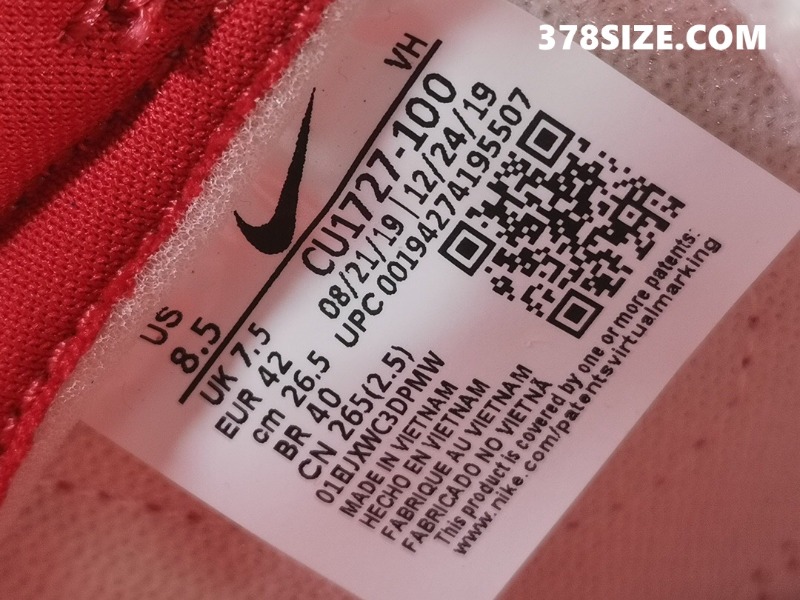 378SIZE.COM
VH
CU1727-100
08/21/19 | 12/24/19
UPC 00194274195507
US
8.5
UK 7.5
EUR 42
cm 26.5
BR 40
CN 265(2.5)
MADE IN VIETNAM
HECHO EN VIETNAM
FABRIQUE AU VIETNAM
FABRICADO NO VIETNÃ
This product is covered by one or more patents:
www.nike.com/patentsvirtualmarking